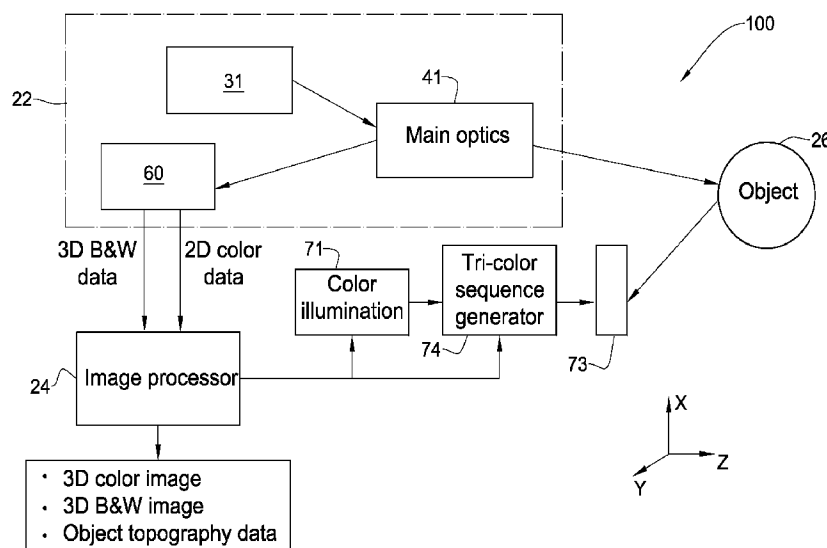 100
31
41
22
Main optics
26
60
Object
3D B&W
data
2D color
data
71
Color
illumination
Tri-color
sequence
generator
74
73
24
Image processor
X
Z
Y
• 3D color image
• 3D B&W image
• Object topography data